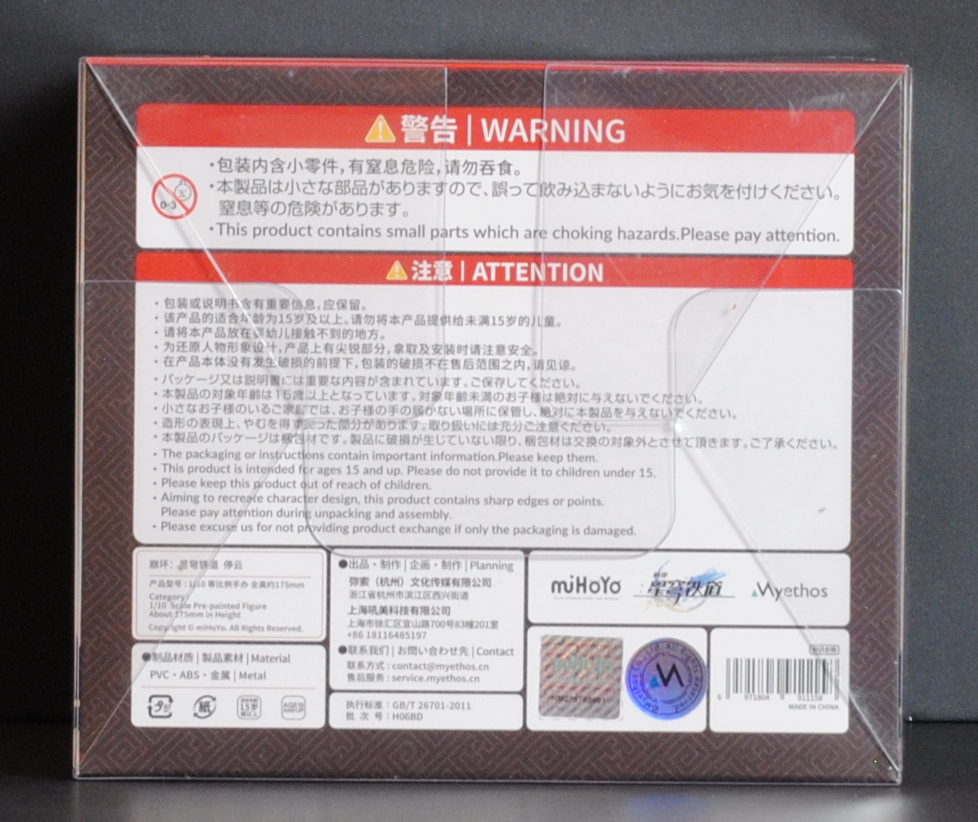 警告 | WARNING
0-3
·包装内含小零件,有窒息危险,请勿吞食。
·本製品は小さな部品がありますので、誤って飲み込まないようにお気を付けください。
窒息等の危険があります。
·This product contains small parts which are choking hazards.Please pay attention.
注意 | ATTENTION
· 包装或说明书含有重要信息,应保留。
· 该产品的适合年龄为15岁及以上。请勿将本产品提供给未满15岁的儿童。
· 请将本产品放在婴幼儿接触不到的地方。
· 为还原人物形象设计,产品上有尖锐部分,拿取及安装时请注意安全。
· 在产品本体没有发生破损的前提下,包装的破损不在售后范围之内,请见谅。
· パッケージ又は説明書には重要な内容が含まれています。ご保存してください。
· 本製品の対象年齢は15歳以上となっています。対象年齢未満のお子様は絶対に与えないでください。
· 小さなお子様のいるご家庭では、お子様の手の届かない場所に保管し、絶対に本製品を与えないでください。
· 造形の表現上、やむを得ず尖った部分があります。取り扱いには充分ご注意ください。
· 本製品のパッケージは梱包材です。製品に破損が生じていない限り、梱包材は交換の対象外とさせて頂きます。ご了承ください。
· The packaging or instructions contain important information.Please keep them.
· This product is intended for ages 15 and up. Please do not provide it to children under 15.
· Please keep this product out of reach of children.
· Aiming to recreate character design, this product contains sharp edges or points.
Please pay attention during unpacking and assembly.
· Please excuse us for not providing product exchange if only the packaging is damaged.
崩坏：星穹铁道 停云
产品型号：1/10 等比例手办 全高约175mm
Category:
1/10 Scale Pre-painted Figure
About 175mm in Height
Copyright © miHoYo. All Rights Reserved.
●制品材质 | 製品素材 | Material
PVC・ABS・金属 | Metal
プラ
紙
15岁
或以上
●出品・制作 | 企画・制作 | Planning
弥索（杭州）文化传媒有限公司
浙江省杭州市滨江区西兴街道
上海吼美科技有限公司
上海市徐汇区宜山路700号83幢201室
+86 18116485197
●联系我们 | お問い合わせ先 | Contact
联系方式：contact@myethos.cn
售后服务：service.myethos.cn
执行标准：GB/T 26701-2011
批 次 号：H06BD
miHoYo
崩坏
星穹铁道
Myethos
6 971804 911158
MADE IN CHINA